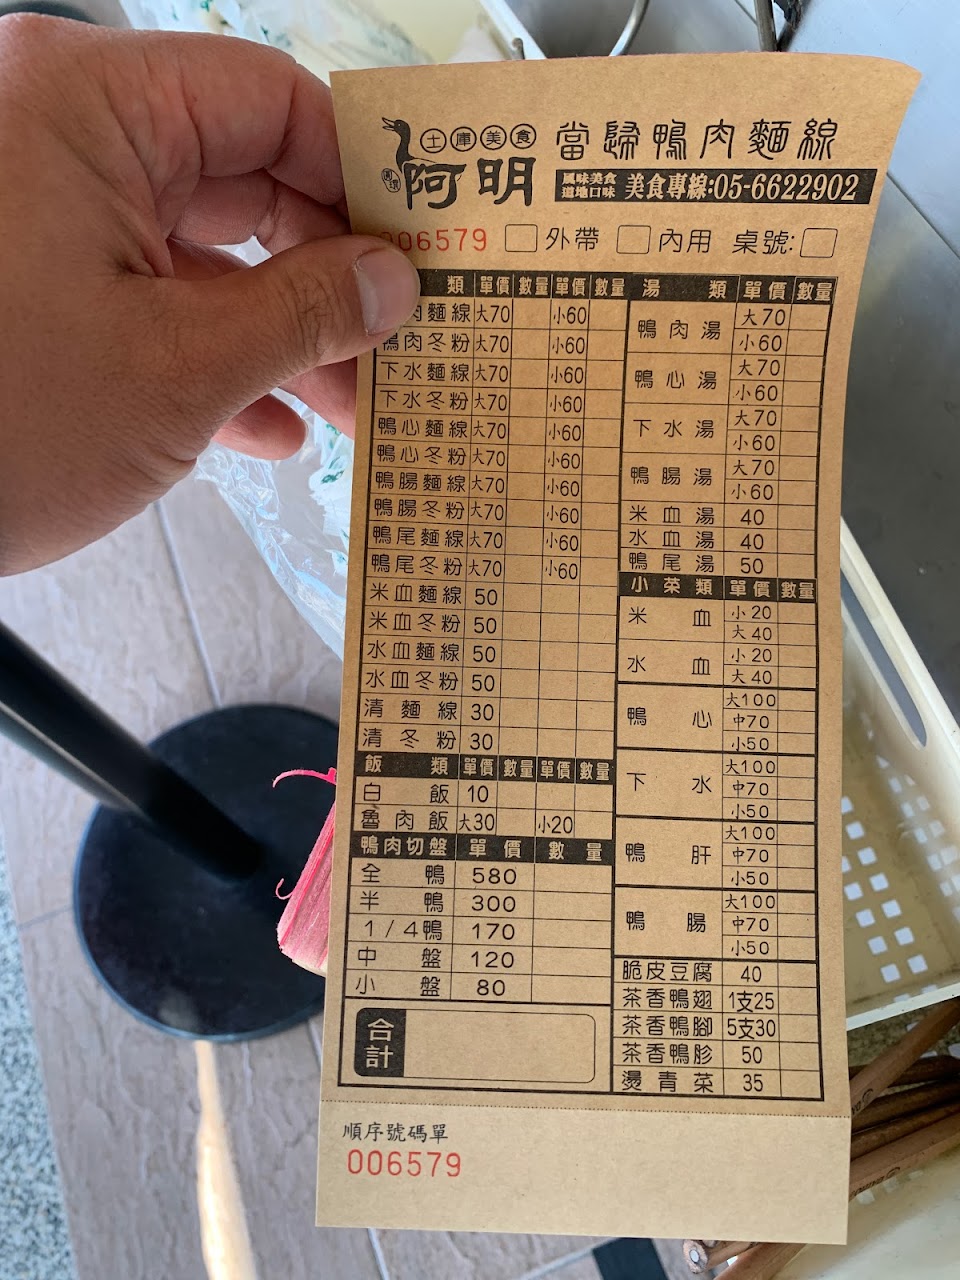 土庫美食
阿明
當歸鴨肉麵線
風味美食
道地口味
美食專線:05-6622902
006579 外帶 內用 桌號:
類 單價 數量 單價 數量
肉麵線 大70 小60
鴨肉冬粉 大70 小60
下水麵線 大70 小60
下水冬粉 大70 小60
鴨心麵線 大70 小60
鴨心冬粉 大70 小60
鴨腸麵線 大70 小60
鴨腸冬粉 大70 小60
鴨尾麵線 大70 小60
鴨尾冬粉 大70 小60
米血麵線 50
米血冬粉 50
水血麵線 50
水血冬粉 50
清麵線 30
清冬粉 30
飯類 單價 數量 單價 數量
白飯 10
魯肉飯 大30 小20
鴨肉切盤 單價 數量
全鴨 580
半鴨 300
1/4鴨 170
中盤 120
小盤 80
合計
湯類 單價 數量
鴨肉湯 大70
小60
鴨心湯 大70
小60
下水湯 大70
小60
鴨腸湯 大70
小60
米血湯 40
水血湯 40
鴨尾湯 50
小菜類 單價 數量
米血 小20
大40
水血 小20
大40
鴨心 大100
中70
小50
下水 大100
中70
小50
鴨肝 大100
中70
小50
鴨腸 大100
中70
小50
脆皮豆腐 40
茶香鴨翅 1支25
茶香鴨腳 5支30
茶香鴨胗 50
燙青菜 35
順序號碼單
006579